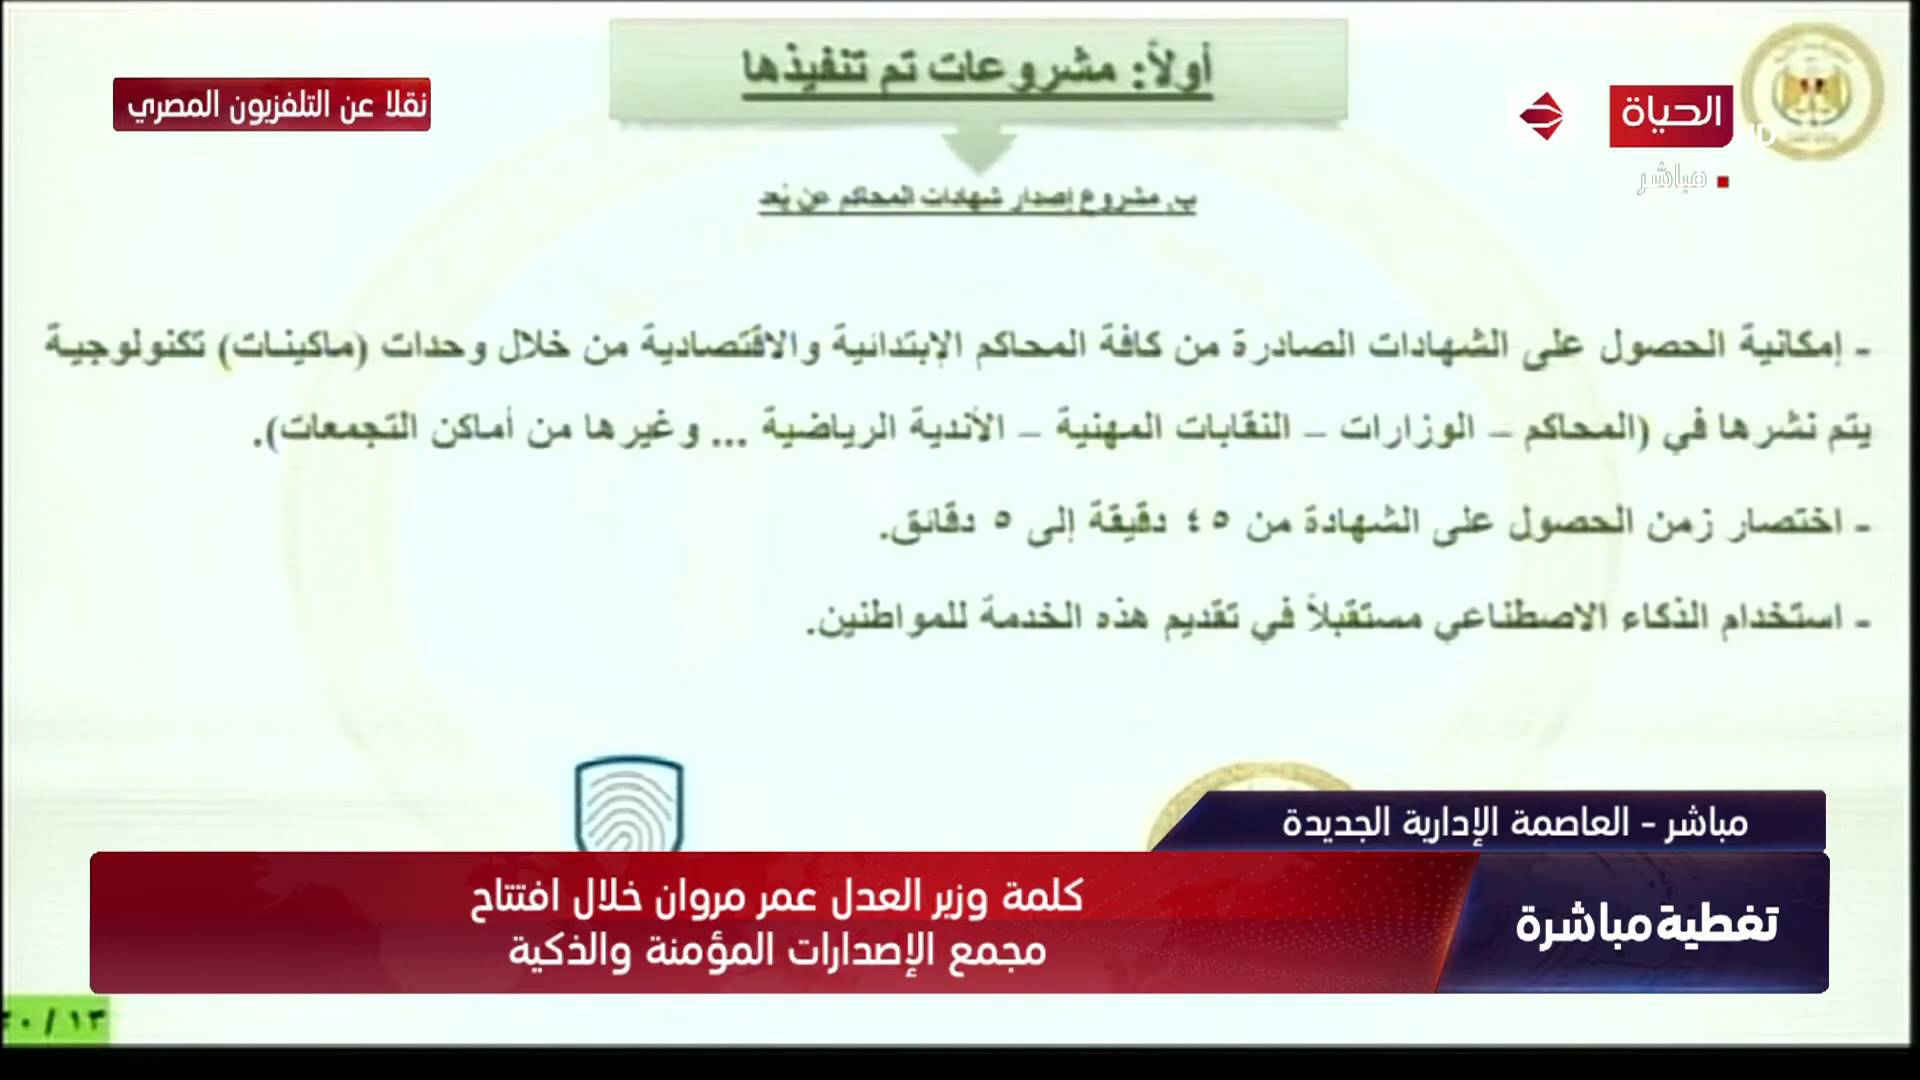 أولاً: مشروعات تم تنفيذها
نقلا عن التلفزيون المصري
الحياة
HD
مباشر
ب. مشروع إصدار شهادات المحاكم عن بُعد
- إمكانية الحصول على الشهادات الصادرة من كافة المحاكم الإبتدائية والاقتصادية من خلال وحدات (ماكينات) تكنولوجية
يتم نشرها في (المحاكم – الوزارات – النقابات المهنية – الأندية الرياضية ... وغيرها من أماكن التجمعات).
- اختصار زمن الحصول على الشهادة من ٤٥ دقيقة إلى ٥ دقائق.
- استخدام الذكاء الاصطناعي مستقبلاً في تقديم هذه الخدمة للمواطنين.
مباشر - العاصمة الإدارية الجديدة
تغطية مباشرة
كلمة وزير العدل عمر مروان خلال افتتاح
مجمع الإصدارات المؤمنة والذكية